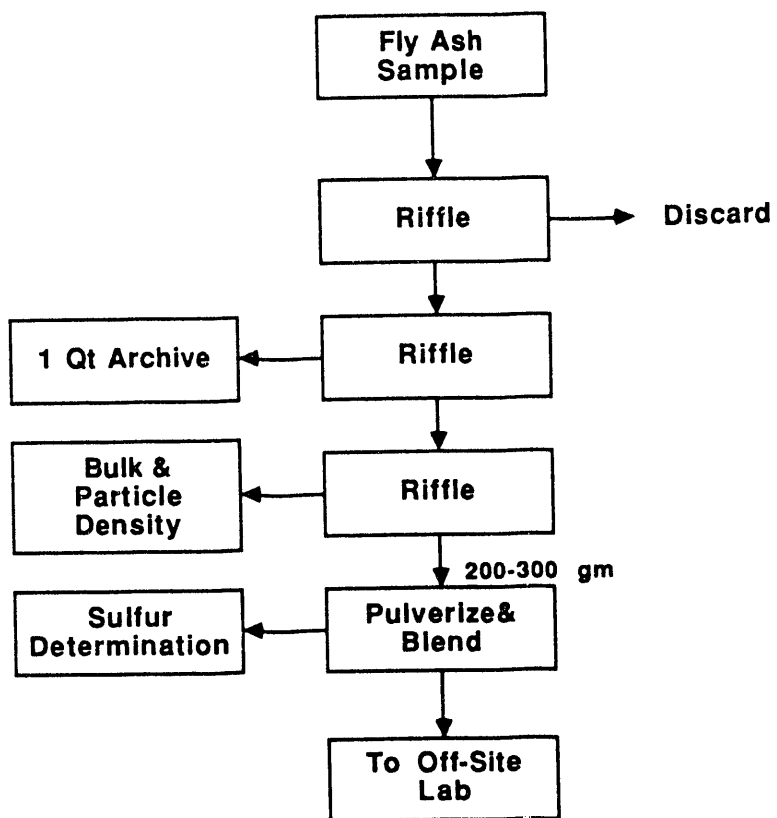 Fly Ash
Sample
Riffle
Discard
1 Qt Archive
Riffle
Bulk &
Particle
Density
Riffle
200-300 gm
Sulfur
Determination
Pulverize&
Blend
To Off-Site
Lab